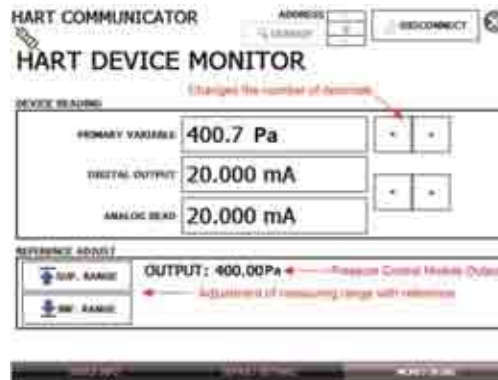 HART COMMUNICATOR
ADDRESS
DISCONNECT
HART DEVICE MONITOR
Changes the number of decimals
DEVICE READING
PRIMARY VARIABLE 400.7 Pa
DIGITAL OUTPUT 20.000 mA
ANALOG READ 20.000 mA
REFERENCE ADJUST
SUP. RANGE
OUTPUT: 400.00Pa
Pressure Control Module Output
Adjustment of measuring range with reference
INF. RANGE
MONITORING